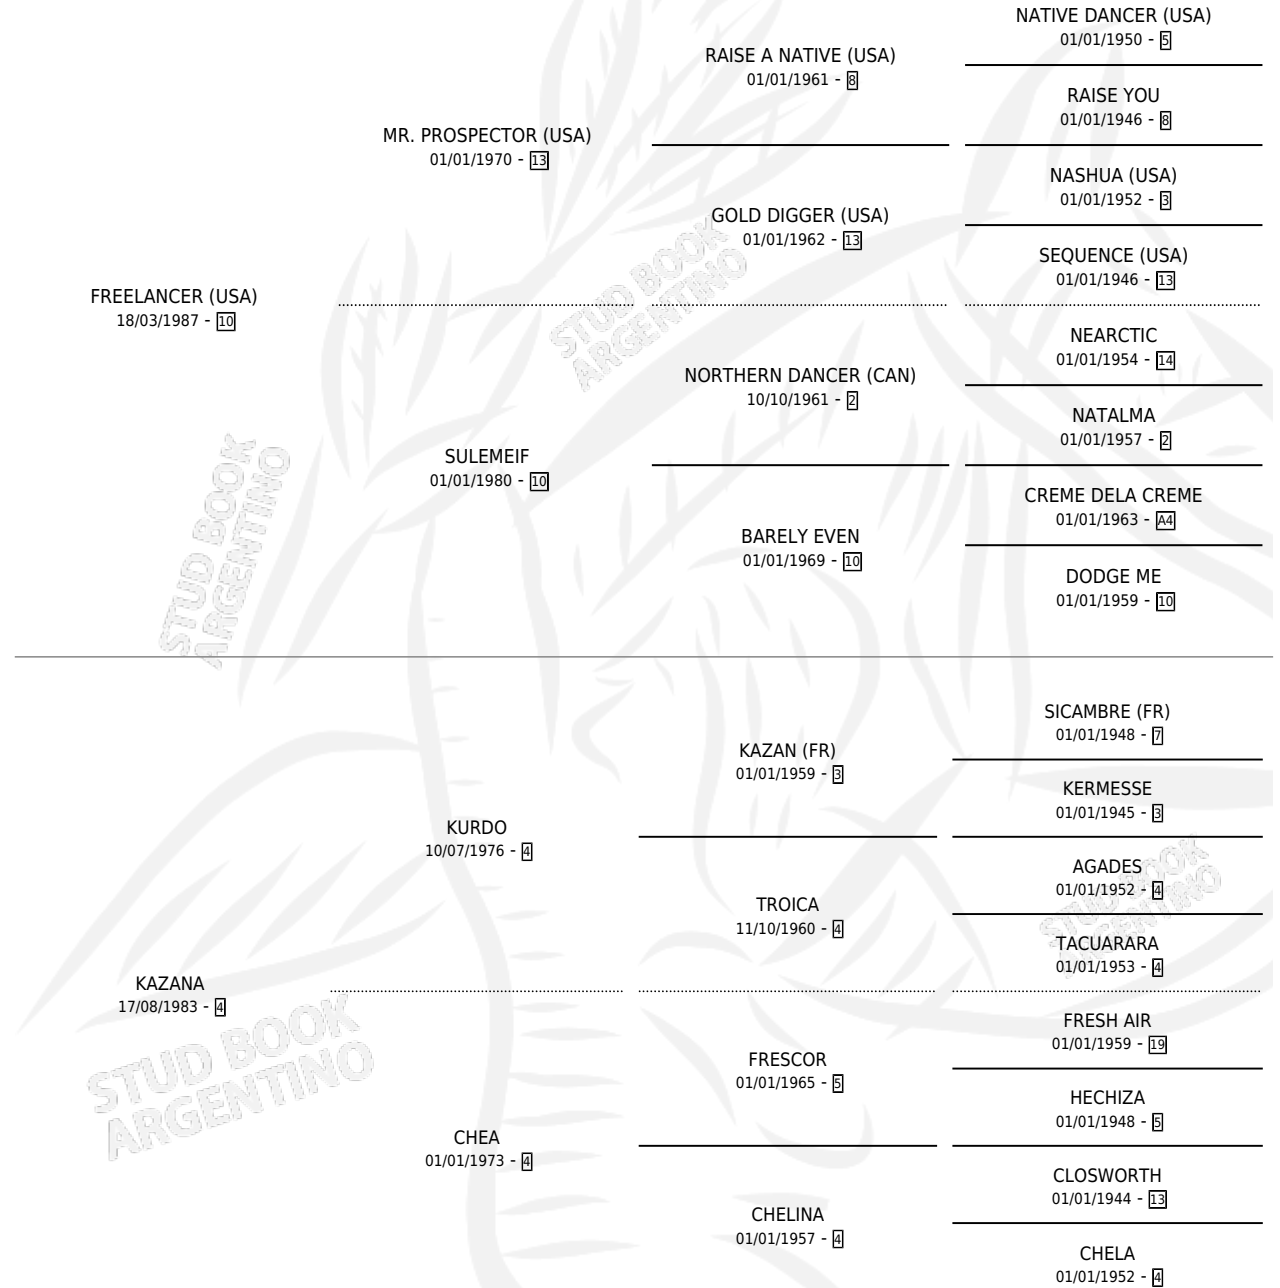 NATIVE DANCER (USA)
01/01/1950 - 5
RAISE A NATIVE (USA)
01/01/1961 - 8
RAISE YOU
01/01/1946 - 8
MR. PROSPECTOR (USA)
01/01/1970 - 13
NASHUA (USA)
01/01/1952 - 3
GOLD DIGGER (USA)
01/01/1962 - 13
SEQUENCE (USA)
01/01/1946 - 13
FREELANCER (USA)
18/03/1987 - 10
STUD BOOK
ARGENTINO
NEARCTIC
01/01/1954 - 14
NORTHERN DANCER (CAN)
10/10/1961 - 2
NATALMA
01/01/1957 - 2
SULEMEIF
01/01/1980 - 10
CREME DELA CREME
01/01/1963 - A4
BARELY EVEN
01/01/1969 - 10
DODGE ME
01/01/1959 - 10
STUD BOOK
ARGENTINO
SICAMBRE (FR)
01/01/1948 - 7
KAZAN (FR)
01/01/1959 - 3
KERMESSE
01/01/1945 - 3
KURDO
10/07/1976 - 4
AGADES
01/01/1952 - 4
TROICA
11/10/1960 - 4
TACUARARA
01/01/1953 - 4
STUD BOOK
ARGENTINO
KAZANA
17/08/1983 - 4
FRESH AIR
01/01/1959 - 19
FRESCOR
01/01/1965 - 5
HECHIZA
01/01/1948 - 5
STUD BOOK
ARGENTINO
CHEA
01/01/1973 - 4
CLOSWORTH
01/01/1944 - 13
CHELINA
01/01/1957 - 4
CHELA
01/01/1952 - 4